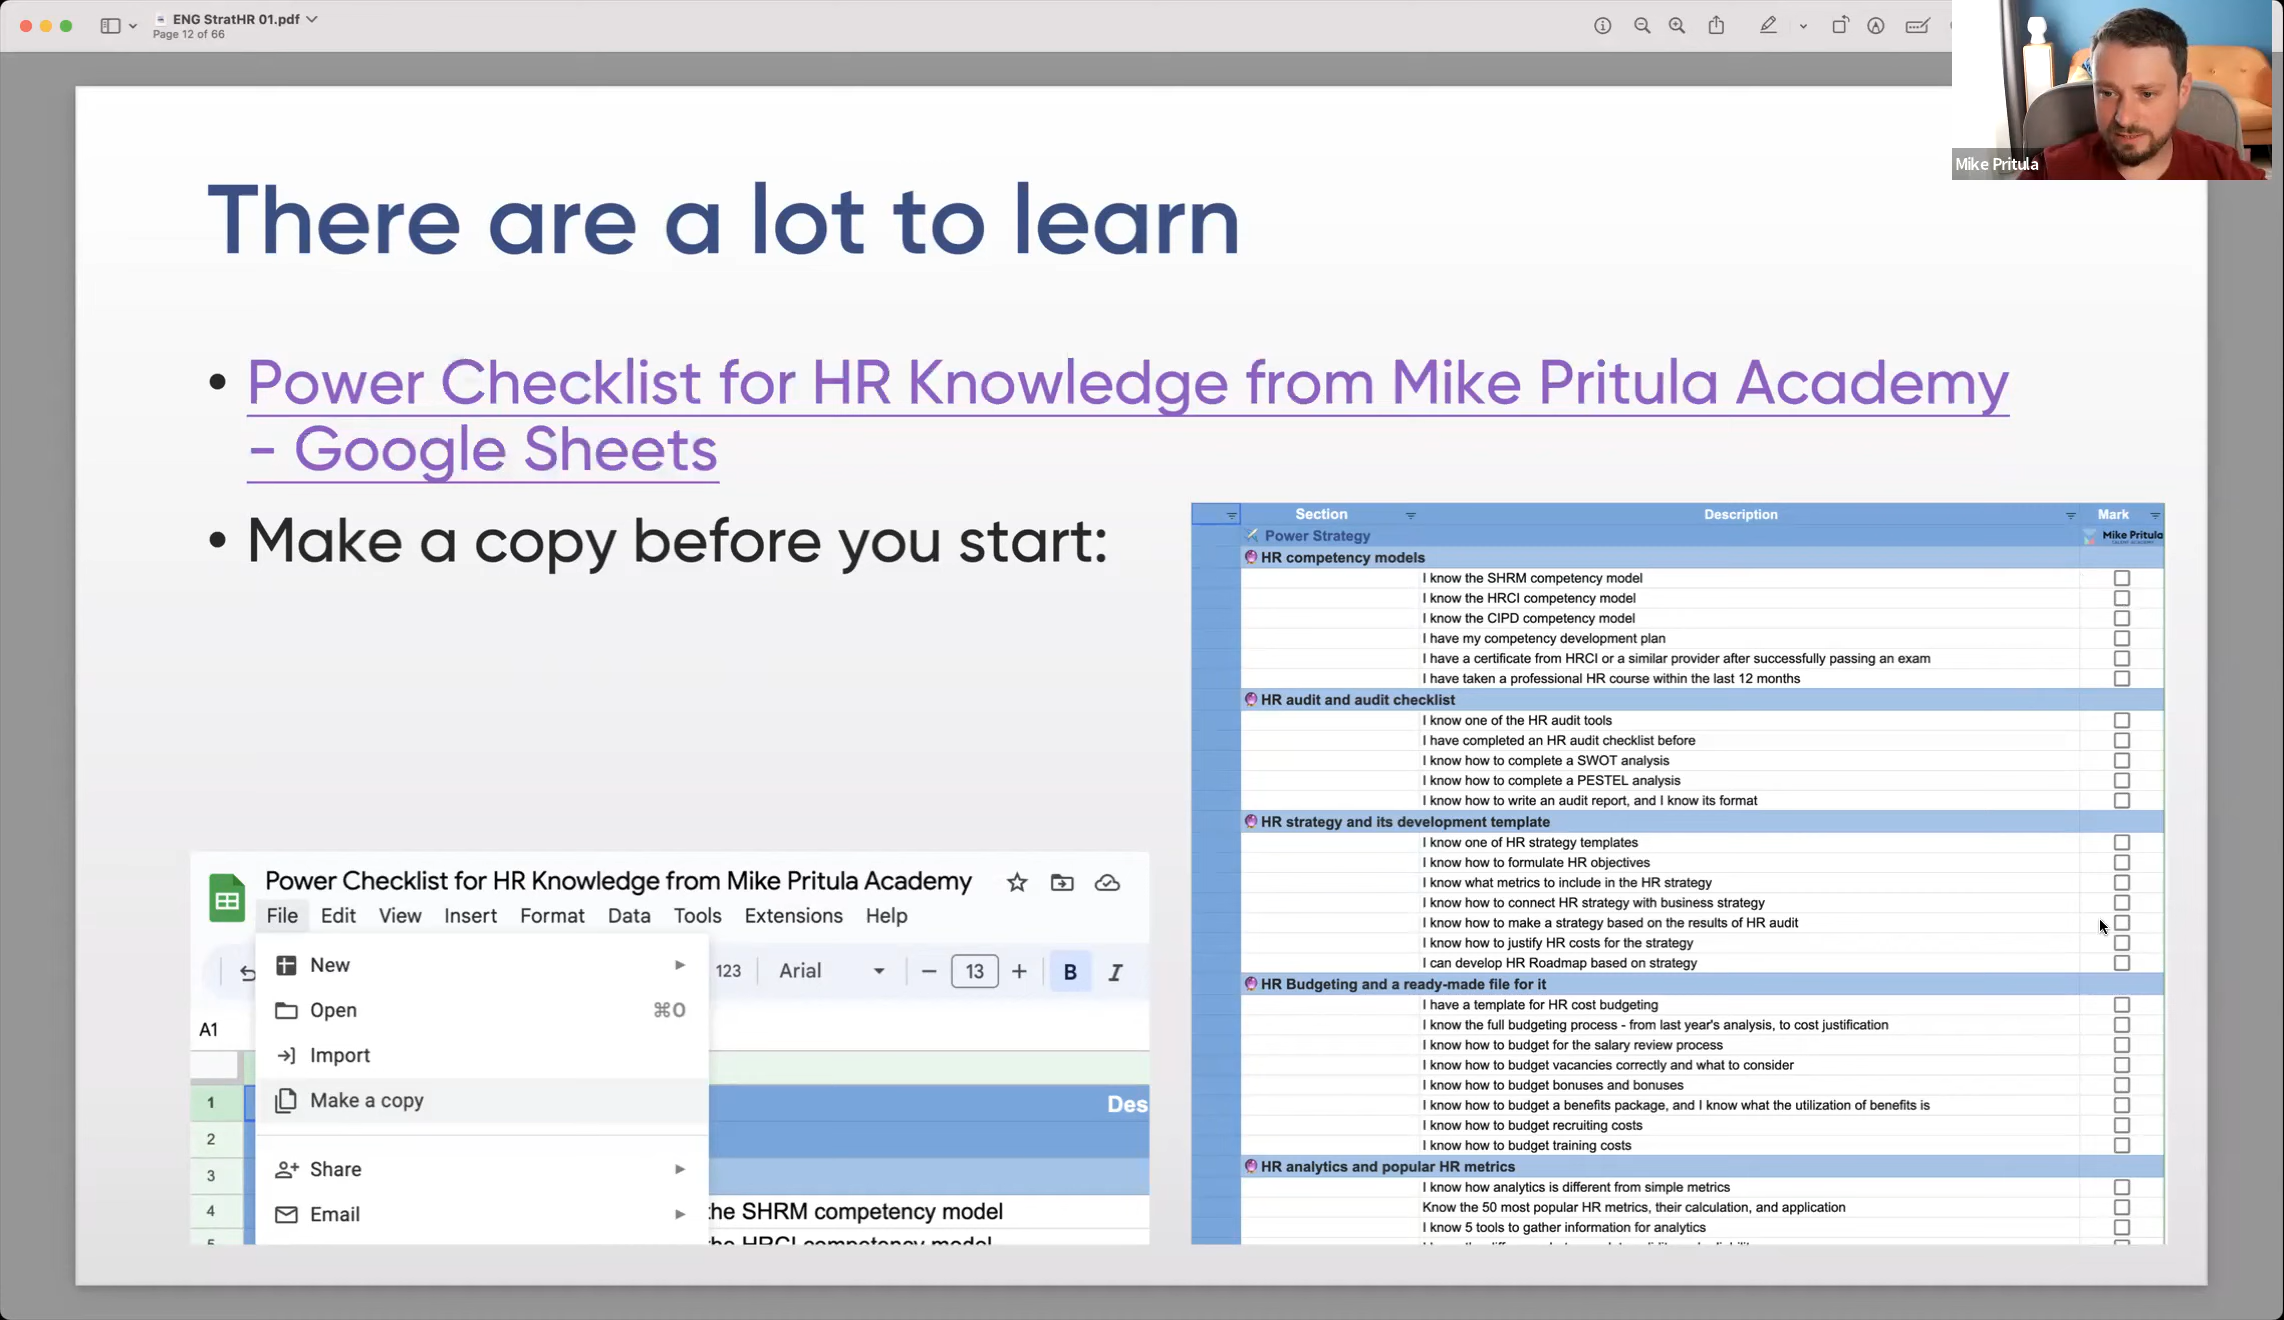 ENG StratHR 01.pdf
Page 12 of 66
Mike Pritula
There are a lot to learn
• Power Checklist for HR Knowledge from Mike Pritula Academy
- Google Sheets
• Make a copy before you start:
Power Checklist for HR Knowledge from Mike Pritula Academy
File Edit View Insert Format Data Tools Extensions Help
New
123 Arial 13 B I
Open ⌘O
A1
Import
Make a copy
1 Des
2
Share
3
4 the SHRM competency model
Email
Section Description Mark
Power Strategy Mike Pritula
HR competency models
I know the SHRM competency model
I know the HRCI competency model
I know the CIPD competency model
I have my competency development plan
I have a certificate from HRCI or a similar provider after successfully passing an exam
I have taken a professional HR course within the last 12 months
HR audit and audit checklist
I know one of the HR audit tools
I have completed an HR audit checklist before
I know how to complete a SWOT analysis
I know how to complete a PESTEL analysis
I know how to write an audit report, and I know its format
HR strategy and its development template
I know one of HR strategy templates
I know how to formulate HR objectives
I know what metrics to include in the HR strategy
I know how to connect HR strategy with business strategy
I know how to make a strategy based on the results of HR audit
I know how to justify HR costs for the strategy
I can develop HR Roadmap based on strategy
HR Budgeting and a ready-made file for it
I have a template for HR cost budgeting
I know the full budgeting process - from last year's analysis, to cost justification
I know how to budget for the salary review process
I know how to budget vacancies correctly and what to consider
I know how to budget bonuses and bonuses
I know how to budget a benefits package, and I know what the utilization of benefits is
I know how to budget recruiting costs
I know how to budget training costs
HR analytics and popular HR metrics
I know how analytics is different from simple metrics
Know the 50 most popular HR metrics, their calculation, and application
I know 5 tools to gather information for analytics